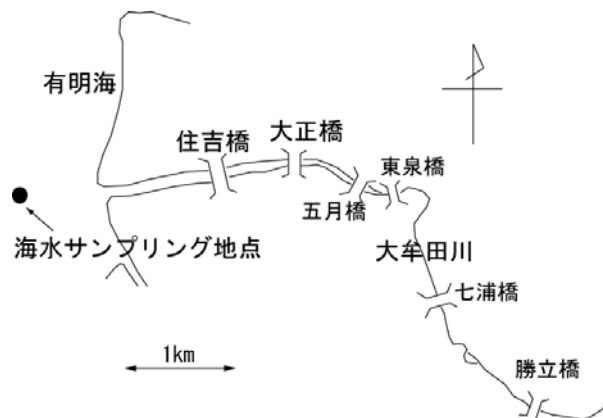 有明海
住吉橋
大正橋
東泉橋
五月橋
海水サンプリング地点
大牟田川
七浦橋
1km
勝立橋